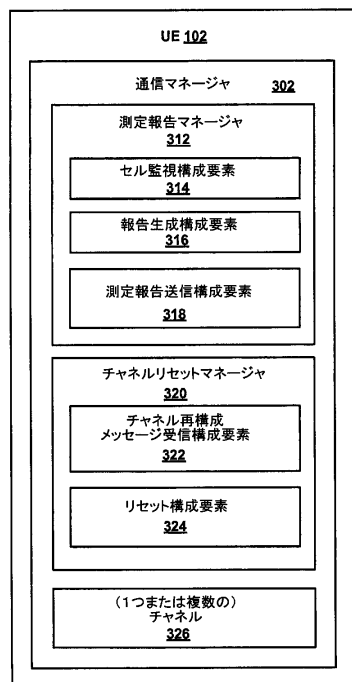 UE 102
通信マネージャ 302
測定報告マネージャ
312
セル監視構成要素
314
報告生成構成要素
316
測定報告送信構成要素
318
チャネルリセットマネージャ
320
チャネル再構成
メッセージ受信構成要素
322
リセット構成要素
324
(1つまたは複数の)
チャネル
326